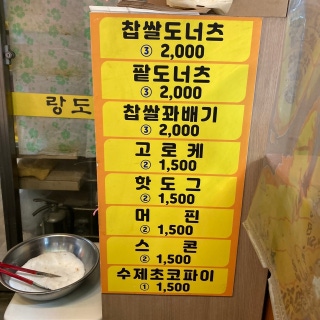 찹쌀도너츠
③ 2,000
팥도너츠
③ 2,000
찹쌀꽈배기
③ 2,000
고로케
② 1,500
핫도그
② 1,500
머핀
② 1,500
스콘
② 1,500
수제초코파이
① 1,500
랑도